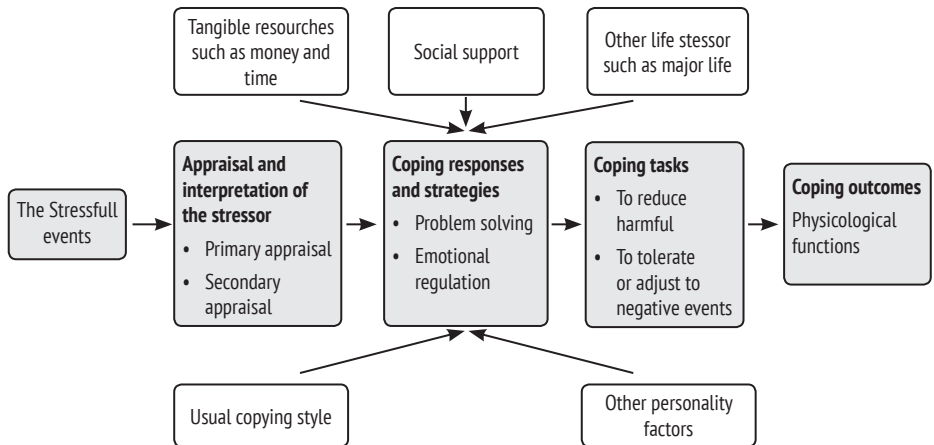 Tangible resourches
such as money and
time
Social support
Other life stessor
such as major life
The Stressfull
events
Appraisal and
interpretation of
the stressor
• Primary appraisal
• Secondary
appraisal
Coping responses
and strategies
• Problem solving
• Emotional
regulation
Coping tasks
• To reduce
harmful
• To tolerate
or adjust to
negative events
Coping outcomes
Physicological
functions
Usual copying style
Other personality
factors